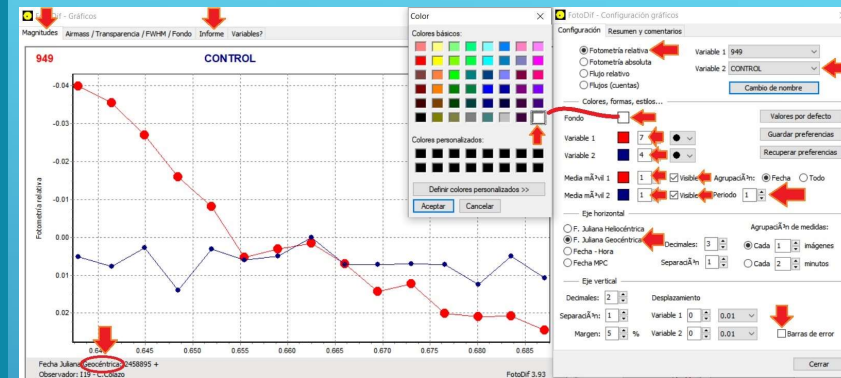 FotoDif - Gráficos
Magnitudes Airmass / Transparencia / FWHM / Fondo Informe Variables?
949 CONTROL
Fotometría relativa
-0.04
-0.03
-0.02
-0.01
0.00
0.01
0.02
0.640 0.645 0.650 0.655 0.660 0.665 0.670 0.675 0.680 0.685
Fecha Juliana Geocéntrica 2458895 +
Observador: I19 - C.Colazo
FotoDif 3.93
Color
Colores básicos:
Colores personalizados:
Definir colores personalizados >>
Aceptar Cancelar
FotoDif - Configuración gráficos
Configuración Resumen y comentarios
Fotometría relativa
Fotometría absoluta
Flujo relativo
Flujos (cuentas)
Variable 1 949
Variable 2 CONTROL
Cambio de nombre
Colores, formas, estilos...
Fondo
Valores por defecto
Variable 1 7
Guardar preferencias
Variable 2 4
Recuperar preferencias
Media mÃ³vil 1 1 Visible AgrupaciÃ³n: Fecha Todo
Media mÃ³vil 2 1 Visible Periodo 1
Eje horizontal
F. Juliana Heliocéntrica
F. Juliana Geocéntrica
Fecha - Hora
Fecha MPC
Decimales: 3
SeparaciÃ³n 1
AgrupaciÃ³n de medidas:
Cada 1 imágenes
Cada 2 minutos
Eje vertical
Decimales: 2 Desplazamiento
SeparaciÃ³n: 1 Variable 1 0 0.01
Margen: 5 % Variable 2 0 0.01 Barras de error
Cerrar